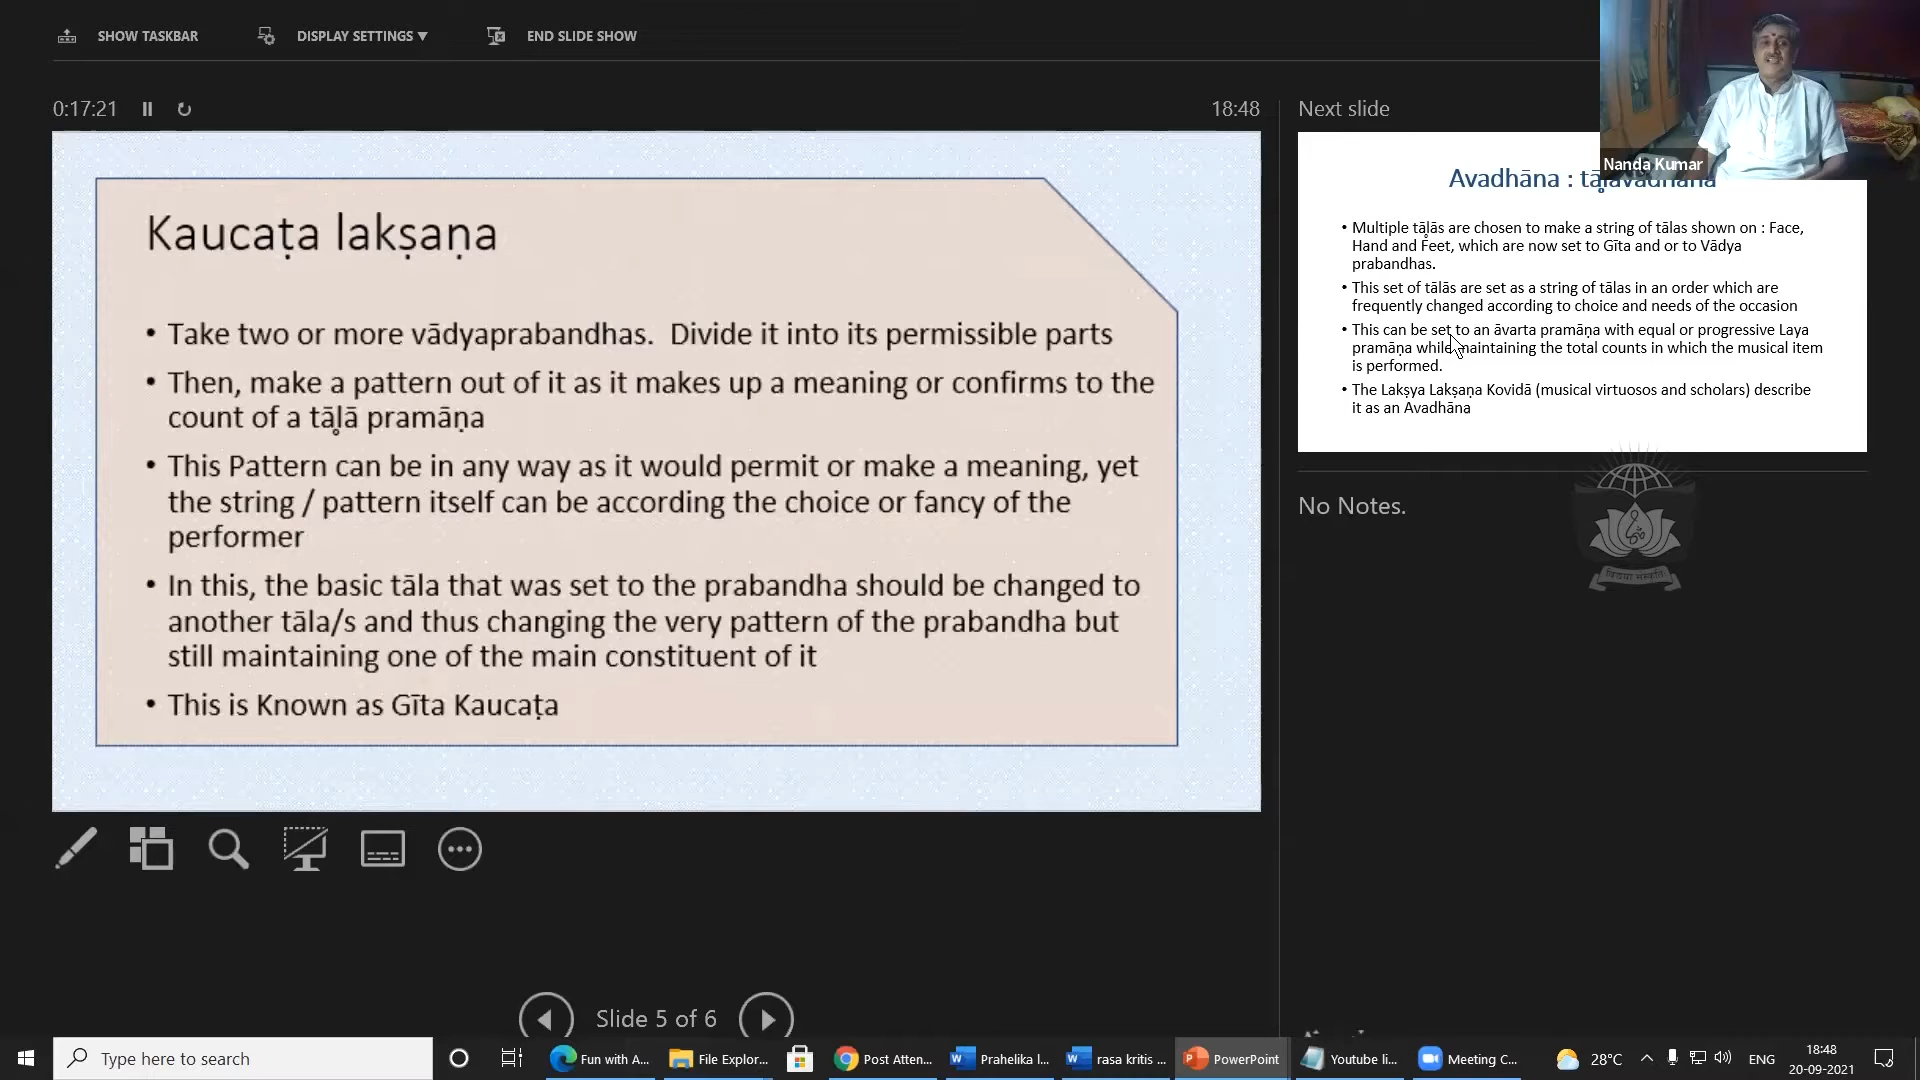 SHOW TASKBAR
DISPLAY SETTINGS ▼
END SLIDE SHOW
0:17:21
18:48
Next slide
Nanda Kumar
Kaucaṭa lakṣaṇa
• Take two or more vādyaprabandhas. Divide it into its permissible parts
• Then, make a pattern out of it as it makes up a meaning or confirms to the
count of a tāl̥ā pramāṇa
• This Pattern can be in any way as it would permit or make a meaning, yet
the string / pattern itself can be according the choice or fancy of the
performer
• In this, the basic tāla that was set to the prabandha should be changed to
another tāla/s and thus changing the very pattern of the prabandha but
still maintaining one of the main constituent of it
• This is Known as Gīta Kaucaṭa
Avadhāna : tāl̥āvadhāna
• Multiple tāl̥ās are chosen to make a string of tālas shown on : Face,
Hand and Feet, which are now set to Gīta and or to Vādya
prabandhas.
• This set of tālās are set as a string of tālas in an order which are
frequently changed according to choice and needs of the occasion
• This can be set to an āvarta pramāṇa with equal or progressive Laya
pramāṇa while maintaining the total counts in which the musical item
is performed.
• The Lakṣya Lakṣaṇa Kovidā (musical virtuosos and scholars) describe
it as an Avadhāna
No Notes.
Slide 5 of 6
Type here to search
Fun with A...
File Explor...
Post Atten...
Prahelika l...
rasa kritis ...
PowerPoint
Youtube li...
Meeting C...
28°C
ENG
18:48
20-09-2021